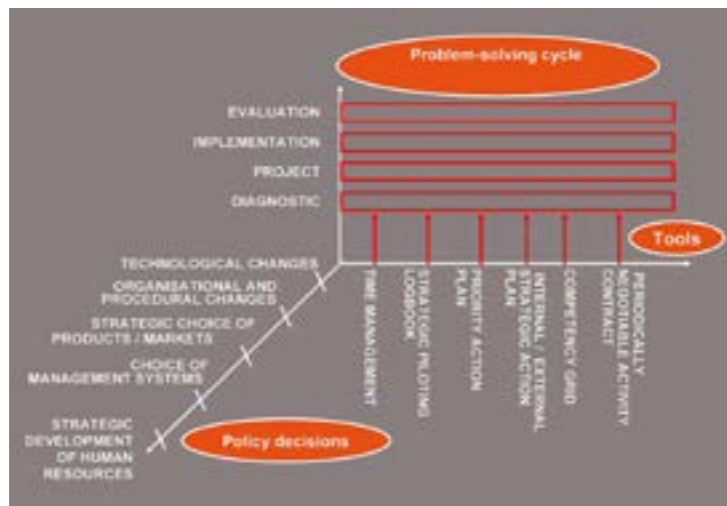 Problem-solving cycle
EVALUATION
IMPLEMENTATION
PROJECT
DIAGNOSTIC
Tools
TECHNOLOGICAL CHANGES
ORGANISATIONAL AND
PROCEDURAL CHANGES
STRATEGIC CHOICE OF
PRODUCTS / MARKETS
CHOICE OF
MANAGEMENT SYSTEMS
STRATEGIC
DEVELOPMENT
OF HUMAN
RESOURCES
Policy decisions
TIME MANAGEMENT
STRATEGIC PILOTING
LOGBOOK
PRIORITY ACTION
PLAN
INTERNAL / EXTERNAL
STRATEGIC ACTION
PLAN
COMPETENCY GRID
PERIODICALLY
NEGOTIABLE ACTIVITY
CONTRACT